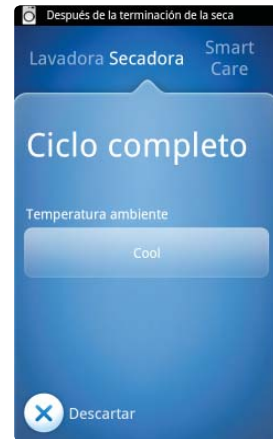 Después de la terminación de la seca
Lavadora Secadora Smart
Care
Ciclo completo
Temperatura ambiente
Cool
Descartar